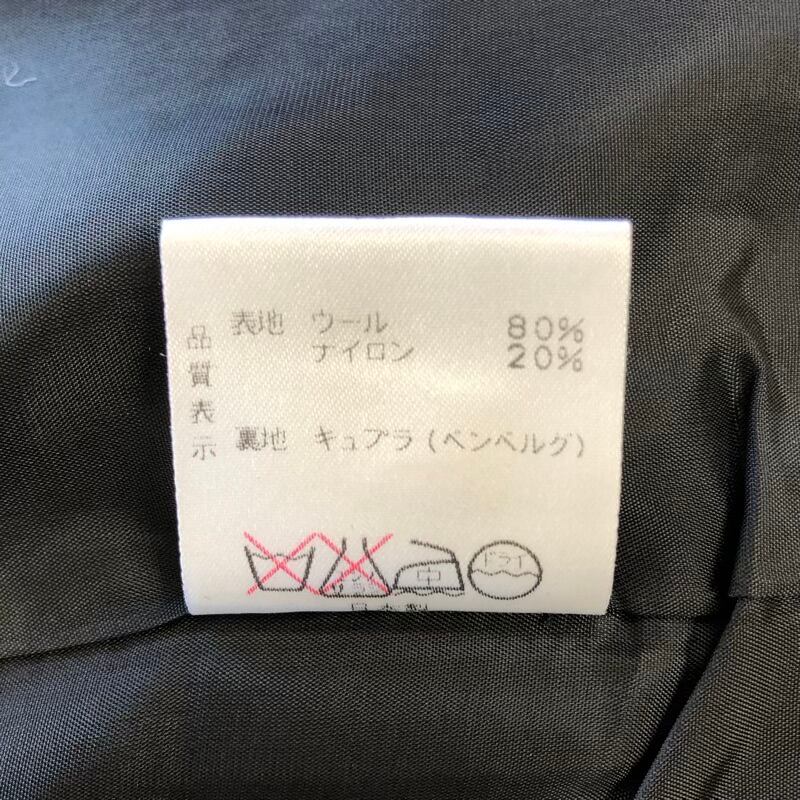 品質表示
表地 ウール 80%
ナイロン 20%
裏地 キュプラ(ベンベルグ)
中
ドライ
日本製